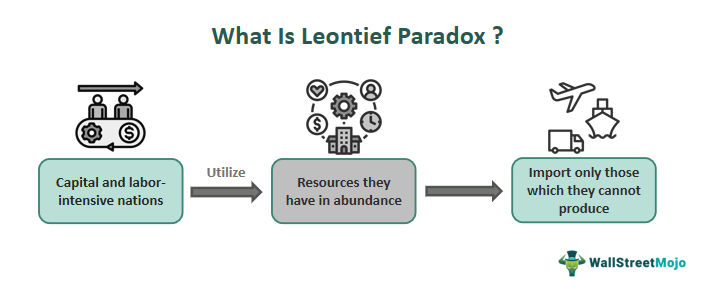 What Is Leontief Paradox ?
$
$
Capital and labor-
intensive nations
Utilize
Resources they
have in abundance
Import only those
which they cannot
produce
WallStreetMojo